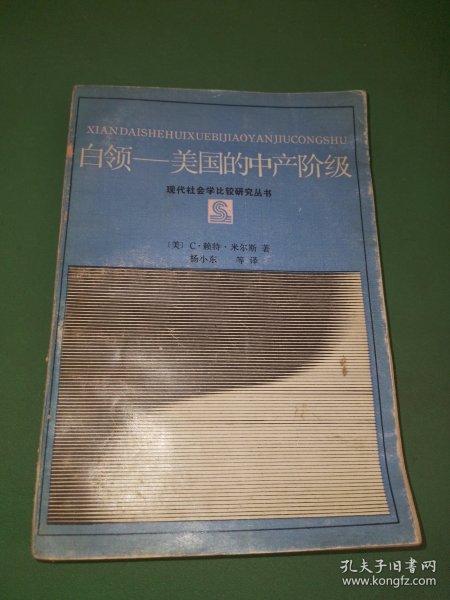 XIANDAISHEHUIXUEBIJIAOYANJIUCONGSHU
白领——美国的中产阶级
现代社会学比较研究丛书
S
〔美〕C·赖特·米尔斯 著
杨小东 等译
孔夫子旧书网
www.kongfz.com